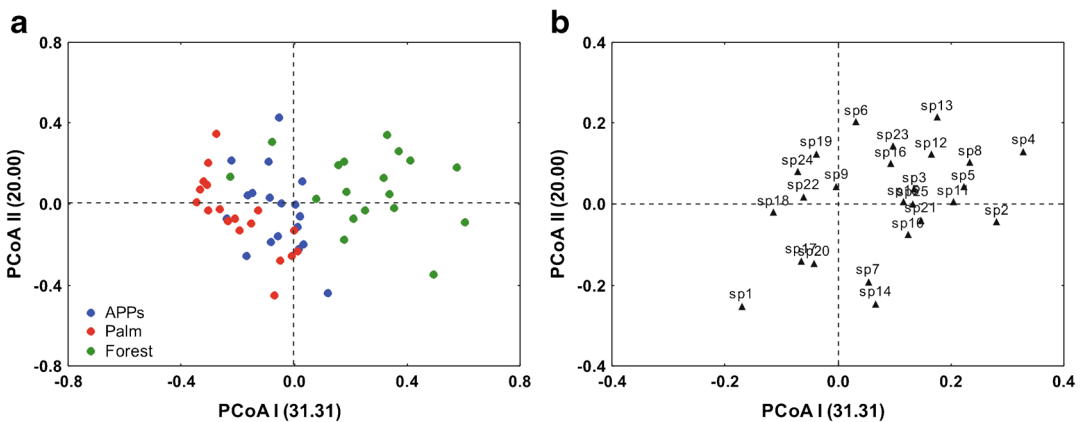 a
0.8
0.4
0.0
-0.4
-0.8
PCoA II (20.00)
APPs
Palm
Forest
-0.8
-0.4
0.0
0.4
0.8
PCoA I (31.31)
b
0.4
0.2
0.0
-0.2
-0.4
PCoA II (20.00)
sp13
sp6
sp23
sp12
sp4
sp19
sp16
sp8
sp24
sp9
sp3
sp5
sp22
sp25
sp11
sp18
sp21
sp2
sp10
sp17
sp20
sp7
sp14
sp1
-0.4
-0.2
0.0
0.2
0.4
PCoA I (31.31)